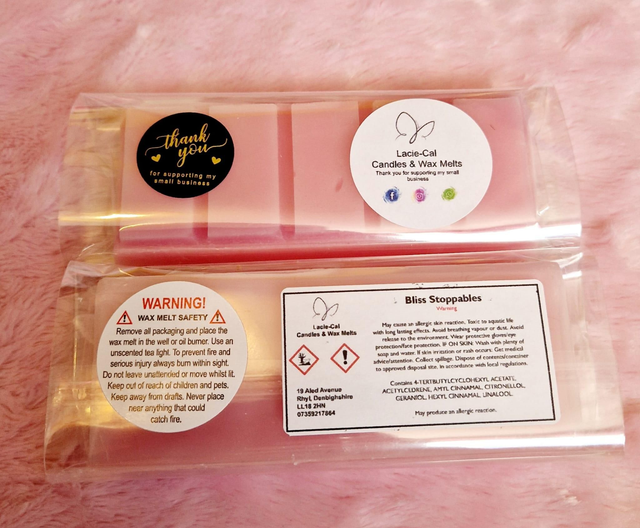 thank
you
for supporting my
small business
Lacie-Cal
Candles & Wax Melts
Thank you for supporting my small
business
WARNING!
WAX MELT SAFETY
Remove all packaging and place the
wax melt in the well or oil burner. Use an
unscented tea light. To prevent fire and
serious injury always burn within sight.
Do not leave unattended or move whilst lit.
Keep out of reach of children and pets.
Keep away from drafts. Never place
near anything that could
catch fire.
Lacie-Cal
Candles & Wax Melts
19 Aled Avenue
Rhyl, Denbighshire
LL18 2HN
07359217864
Bliss Stoppables
Warning
May cause an allergic skin reaction. Toxic to aquatic life
with long lasting effects. Avoid breathing vapour or dust. Avoid
release to the environment. Wear protective gloves/eye
protection/face protection. IF ON SKIN: Wash with plenty of
soap and water. If skin irritation or rash occurs: Get medical
advice/attention. Collect spillage. Dispose of contents/container
to approved disposal site, in accordance with local regulations.
Contains 4-TERTBUTYLCYCLOHEXYL ACETATE,
ACETYLCEDRENE, AMYL CINNAMAL, CITRONELLOL,
GERANIOL, HEXYL CINNAMAL, LINALOOL.
May produce an allergic reaction.